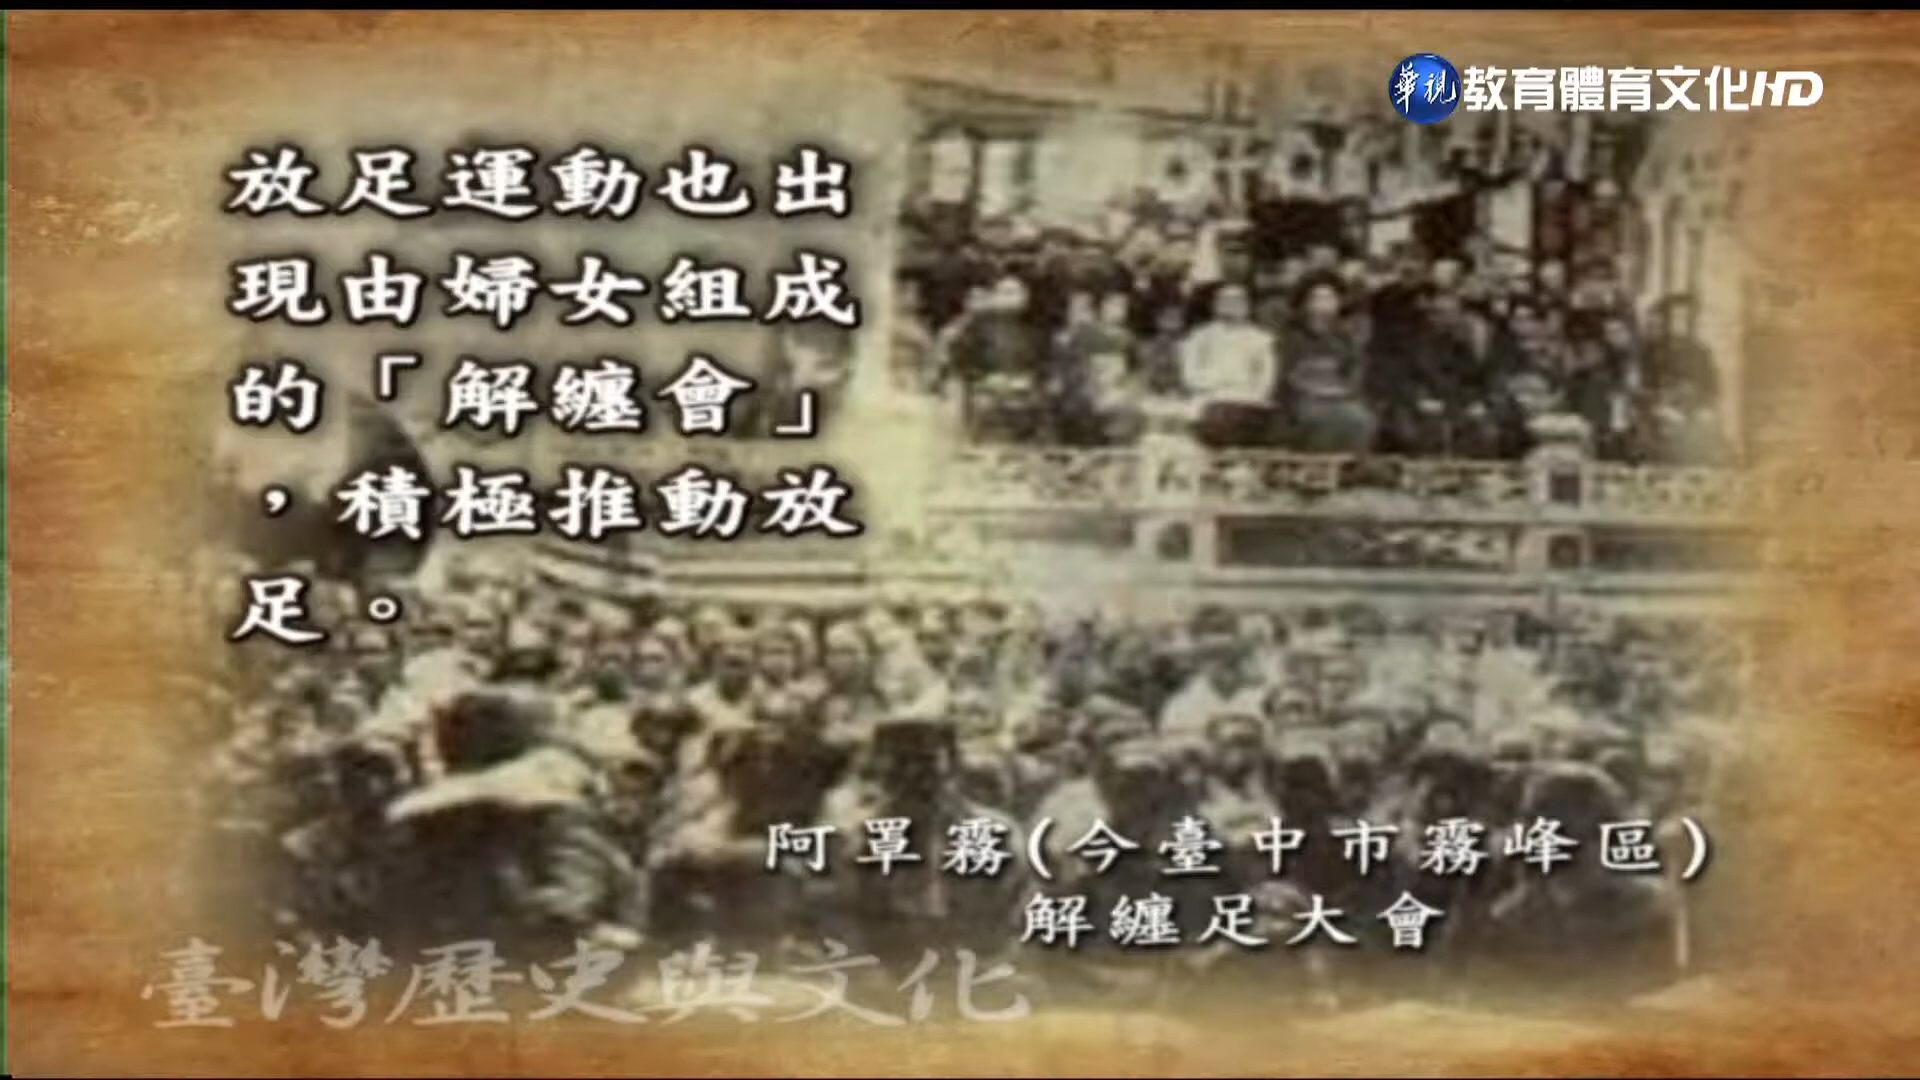 華視 教育體育文化HD
放足運動也出
現由婦女組成
的「解纏會」
，積極推動放
足。
阿罩霧(今臺中市霧峰區)
解纏足大會
臺灣歷史與文化